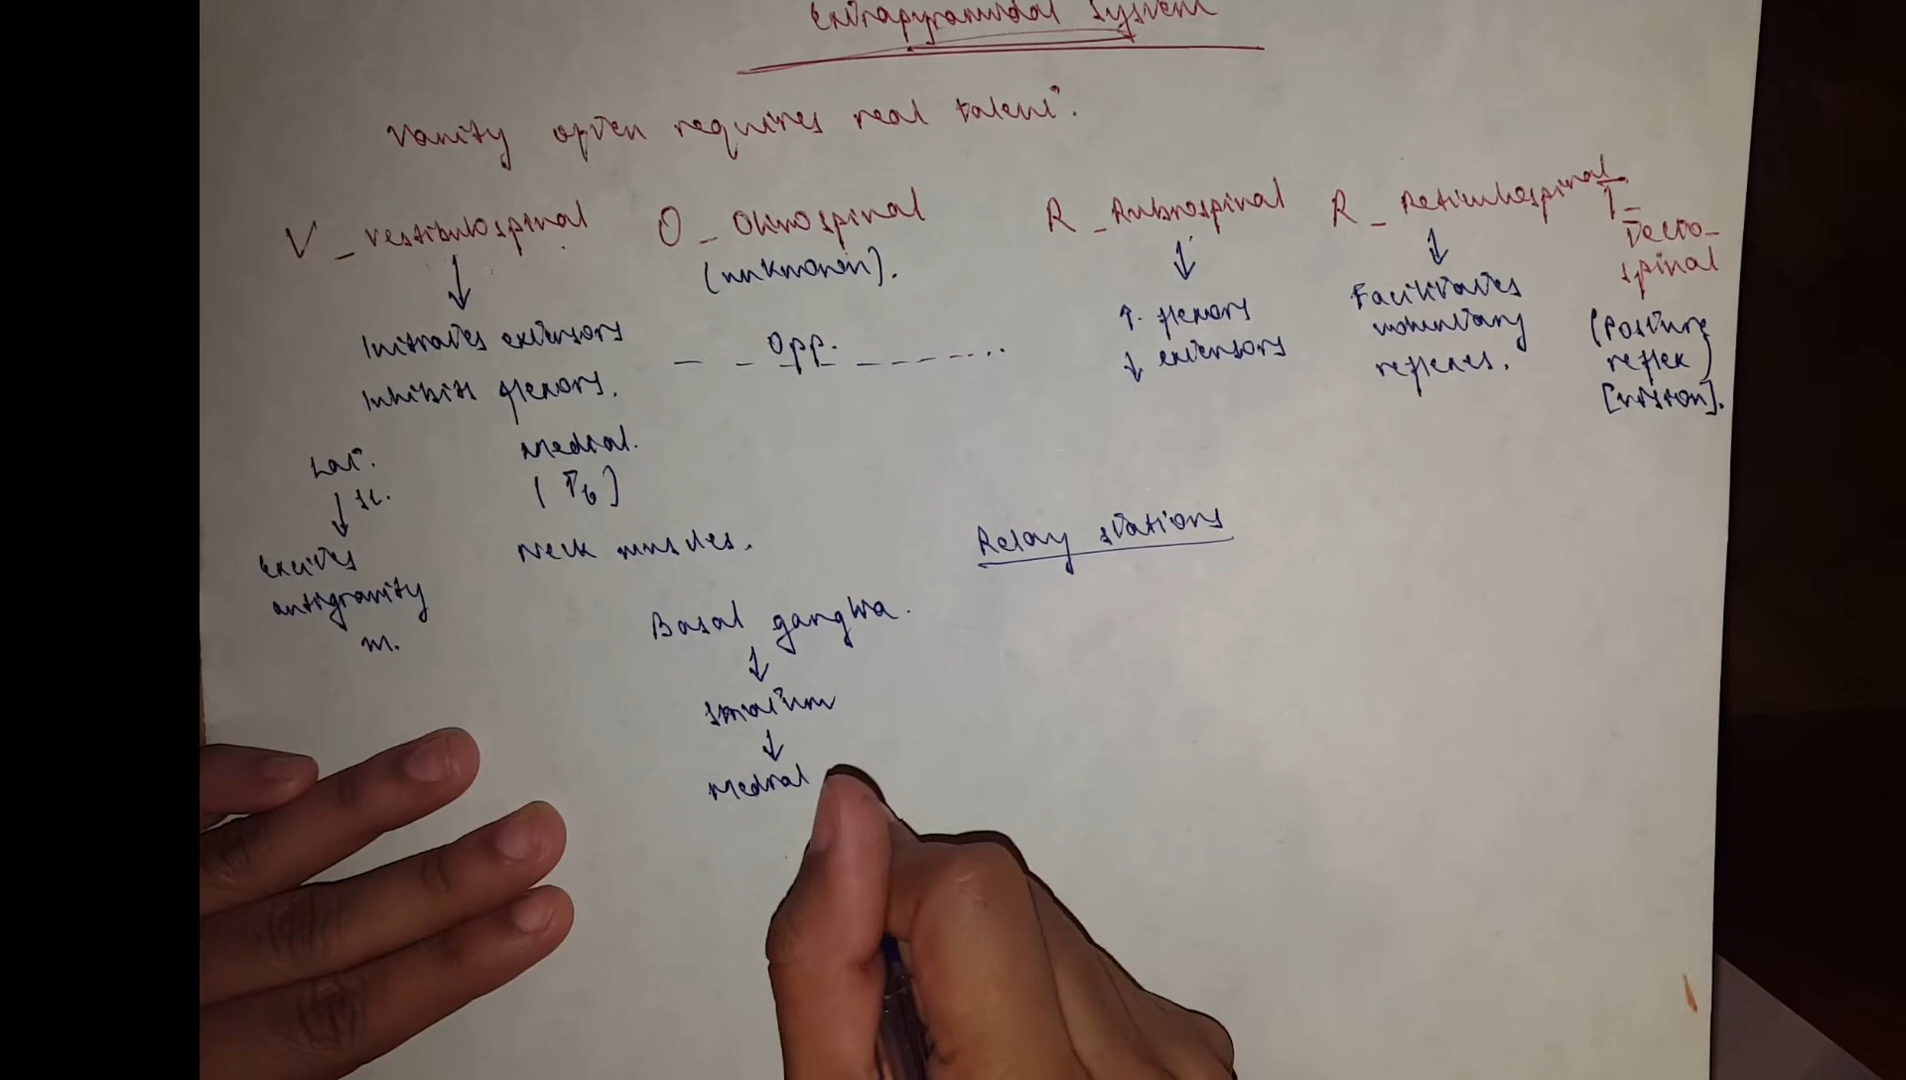 Extrapyramidal System
Vanity often requires real talent.
V - vestibulospinal
O - Olivospinal
(unknown).
R - Rubrospinal
R - Reticulospinal
T -
Tecto-
spinal
Initiates extensors
Inhibits flexors.
- - Opp. - - - - - ...
↑ flexors
↓ extensors
Facilitates
voluntary
reflexes.
(Posture
reflex)
[vision].
Lat.
↓ sc.
Excites
antigravity
m.
Medial.
(T6)
Neck muscles.
Relay stations
Basal ganglia.
↓
Striatum
↓
Medial